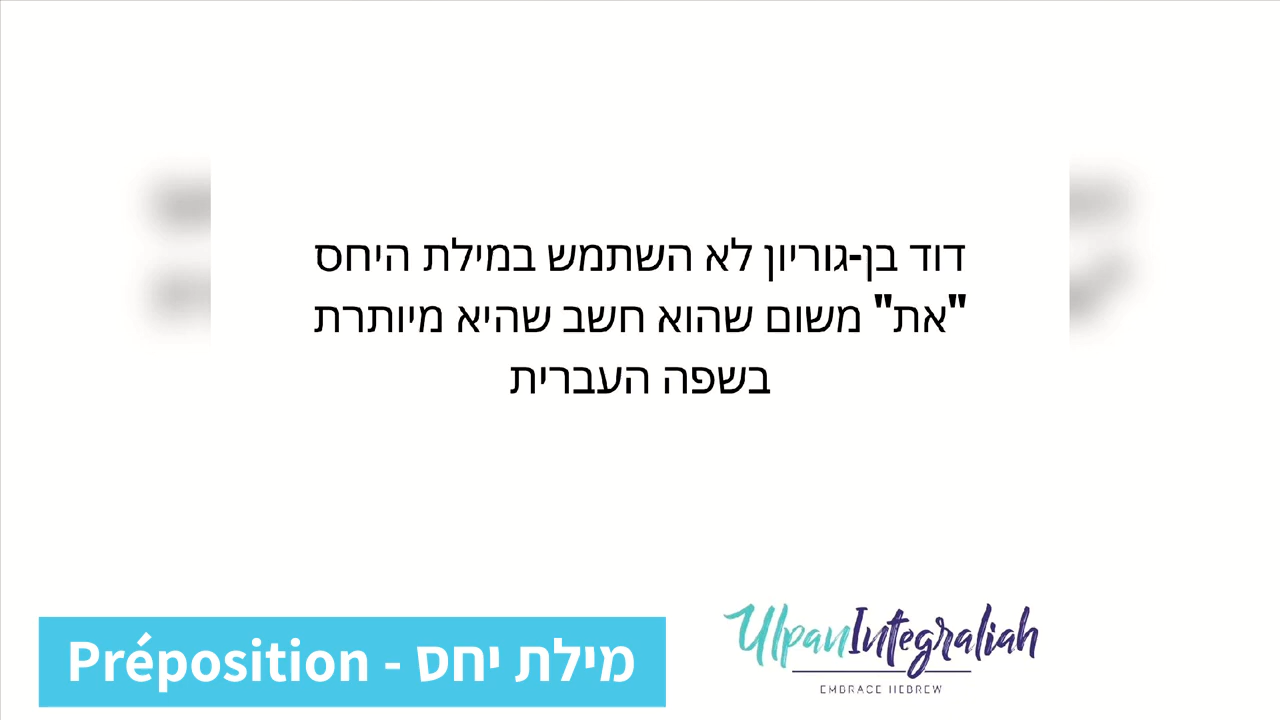 דוד בן-גוריון לא השתמש במילת היחס
"את" משום שהוא חשב שהיא מיותרת
בשפה העברית
Préposition - מילת יחס
UlpanIntegraliah
EMBRACE HEBREW